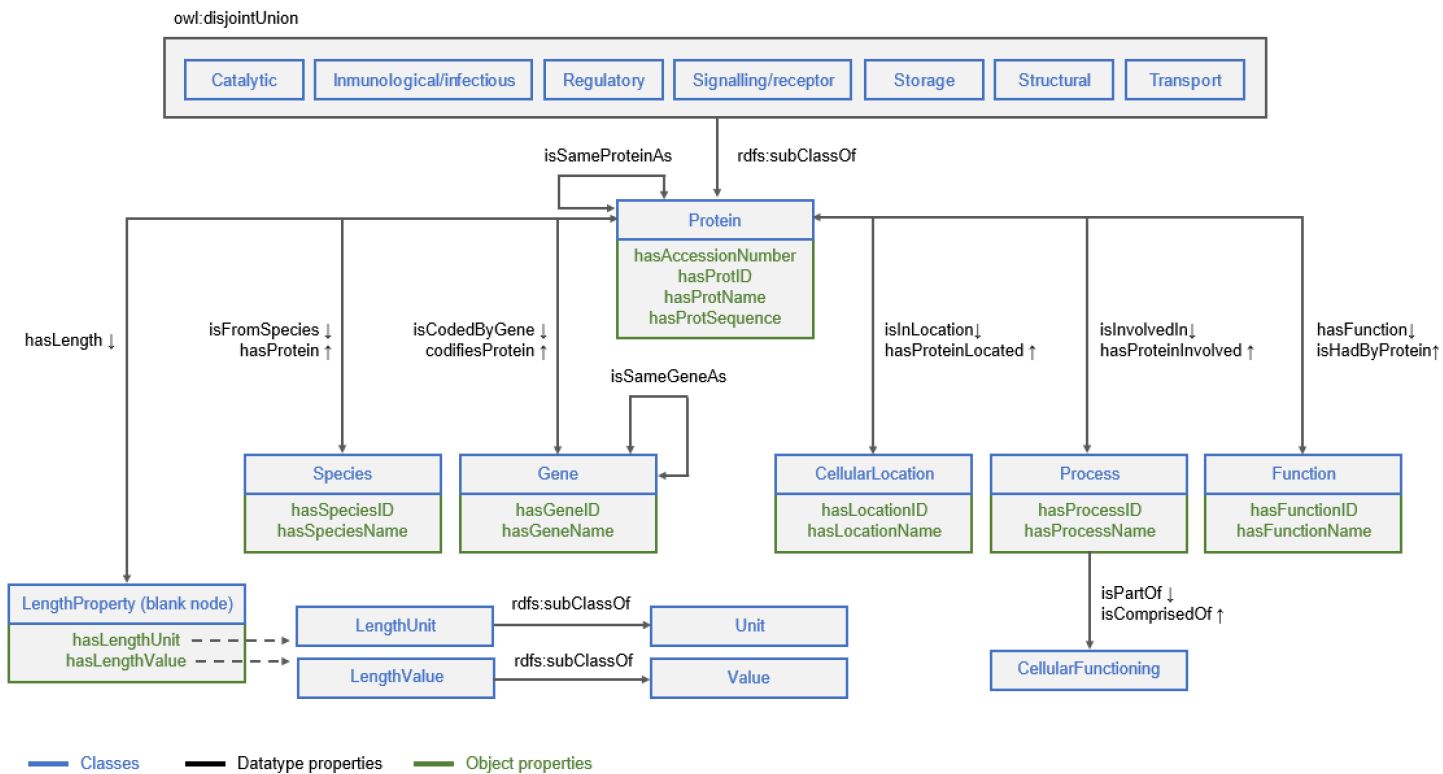 owl:disjointUnion
Catalytic
Inmunological/infectious
Regulatory
Signalling/receptor
Storage
Structural
Transport
isSameProteinAs
rdfs:subClassOf
Protein
hasAccessionNumber
hasProtID
hasProtName
hasProtSequence
hasLength ↓
isFromSpecies ↓
hasProtein ↑
isCodedByGene ↓
codifiesProtein ↑
isInLocation↓
hasProteinLocated ↑
isInvolvedIn↓
hasProteinInvolved ↑
hasFunction↓
isHadByProtein↑
isSameGeneAs
Species
hasSpeciesID
hasSpeciesName
Gene
hasGeneID
hasGeneName
CellularLocation
hasLocationID
hasLocationName
Process
hasProcessID
hasProcessName
Function
hasFunctionID
hasFunctionName
LengthProperty (blank node)
hasLengthUnit
hasLengthValue
LengthUnit
rdfs:subClassOf
Unit
LengthValue
rdfs:subClassOf
Value
isPartOf ↓
isComprisedOf ↑
CellularFunctioning
Classes
Datatype properties
Object properties